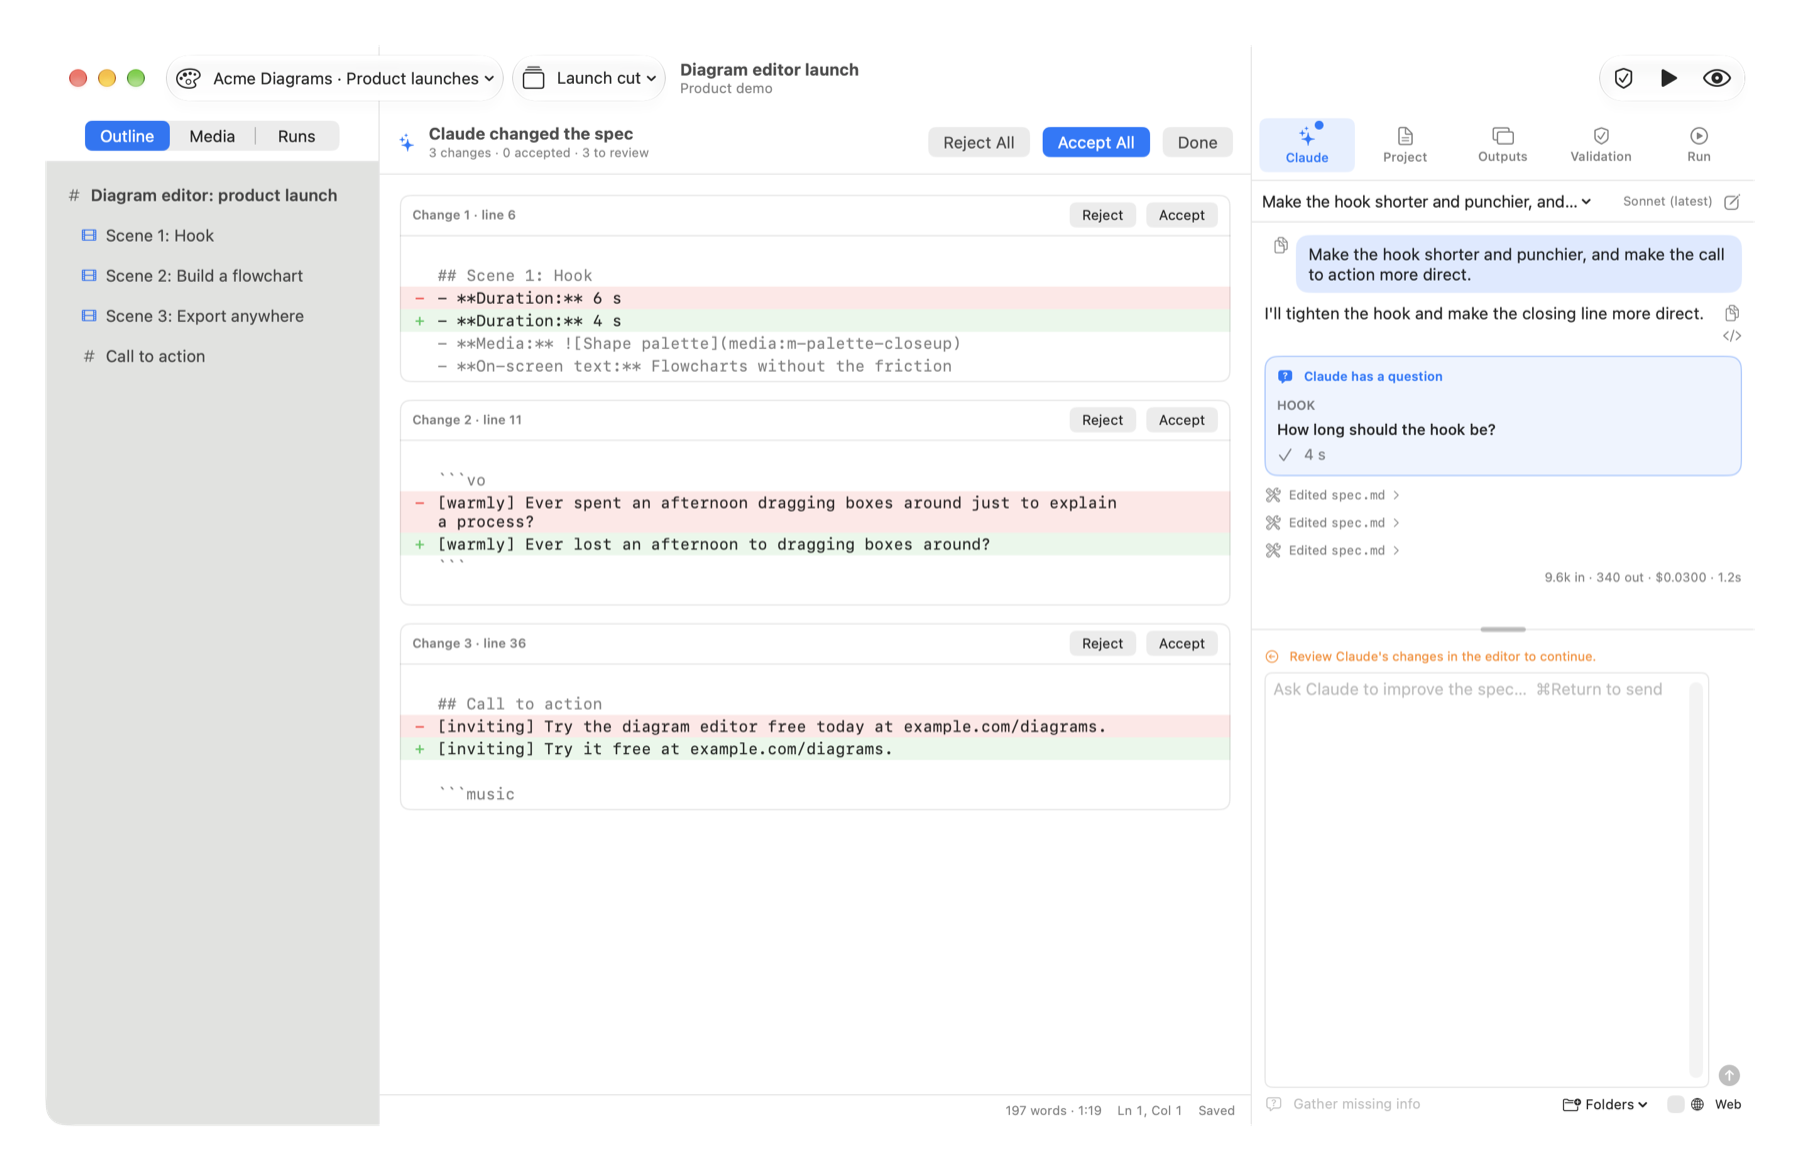 Acme Diagrams · Product launches
Launch cut
Diagram editor launch
Product demo
Outline
Media
Runs
Diagram editor: product launch
Scene 1: Hook
Scene 2: Build a flowchart
Scene 3: Export anywhere
Call to action
Claude changed the spec
3 changes · 0 accepted · 3 to review
Reject All
Accept All
Done
Change 1 · line 6
Reject
Accept
## Scene 1: Hook
− - **Duration:** 6 s
+ - **Duration:** 4 s
- **Media:** ![Shape palette](media:m-palette-closeup)
- **On-screen text:** Flowcharts without the friction
Change 2 · line 11
Reject
Accept
```vo
− [warmly] Ever spent an afternoon dragging boxes around just to explain
a process?
+ [warmly] Ever lost an afternoon to dragging boxes around?
```
Change 3 · line 36
Reject
Accept
## Call to action
− [inviting] Try the diagram editor free today at example.com/diagrams.
+ [inviting] Try it free at example.com/diagrams.
```music
197 words · 1:19
Ln 1, Col 1
Saved
Claude
Project
Outputs
Validation
Run
Make the hook shorter and punchier, and...
Sonnet (latest)
Make the hook shorter and punchier, and make the call
to action more direct.
I'll tighten the hook and make the closing line more direct.
</>
Claude has a question
HOOK
How long should the hook be?
4 s
Edited spec.md
Edited spec.md
Edited spec.md
9.6k in · 340 out · $0.0300 · 1.2s
Review Claude's changes in the editor to continue.
Ask Claude to improve the spec... ⌘Return to send
Gather missing info
Folders
Web